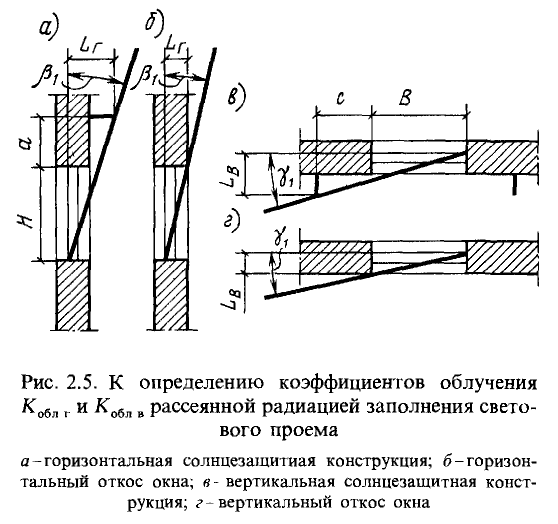 а)
б)
Lг
Lг
β1
β1
а
Н
в)
с
В
Lв
γ1
г)
γ1
Lв
Рис. 2.5. К определению коэффициентов облучения
Kобл г и Kобл в рассеянной радиацией заполнения свето-
вого проема
а–горизонтальная солнцезащитиая конструкция; б–горизон-
тальный откос окна; в- вертикальная солнцезащитная конст-
рукция; г–вертикальный откос окна